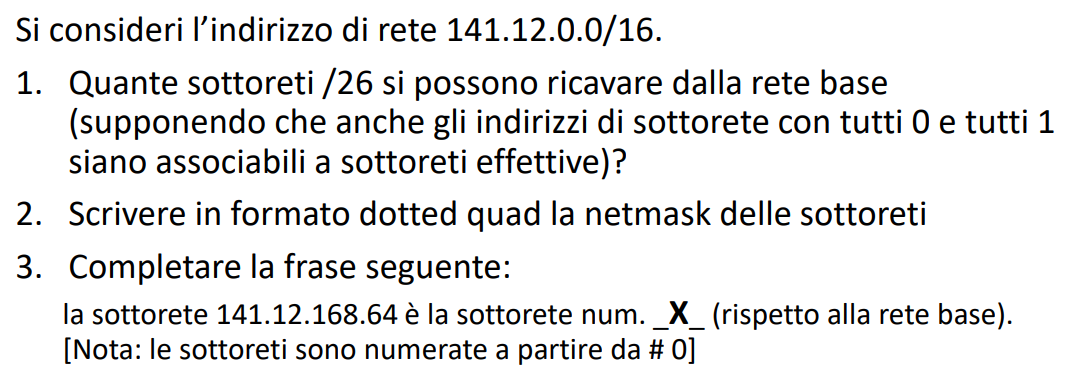 Si consideri l’indirizzo di rete 141.12.0.0/16.
1. Quante sottoreti /26 si possono ricavare dalla rete base
(supponendo che anche gli indirizzi di sottorete con tutti 0 e tutti 1
siano associabili a sottoreti effettive)?
2. Scrivere in formato dotted quad la netmask delle sottoreti
3. Completare la frase seguente:
la sottorete 141.12.168.64 è la sottorete num. _X_ (rispetto alla rete base).
[Nota: le sottoreti sono numerate a partire da # 0]